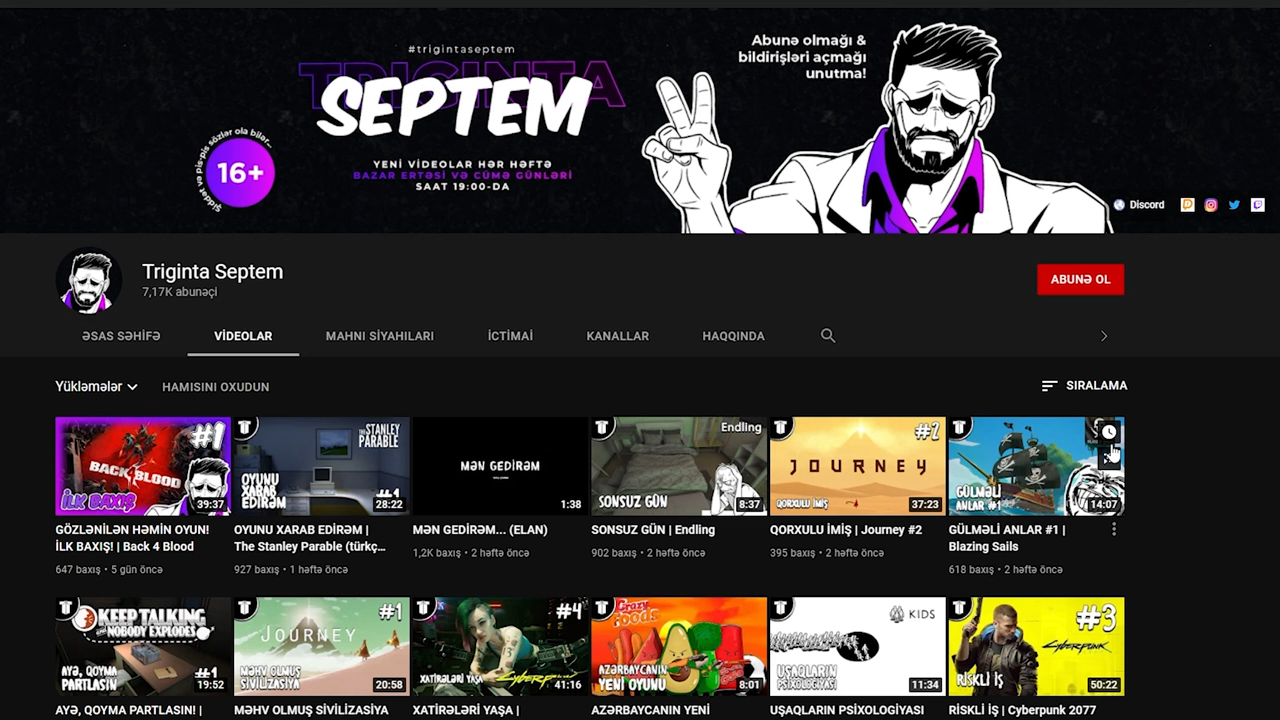 #trigintaseptem
TRIGINTA
SEPTEM
YENİ VİDEOLAR HƏR HƏFTƏ
BAZAR ERTƏSİ VƏ CÜMƏ GÜNLƏRİ
SAAT 19:00-DA
Şiddət və pis-pis sözlər ola bilər~
16+
Abunə olmağı &
bildirişləri açmağı
unutma!
Discord
Triginta Septem
7,17K abunəçi
ABUNƏ OL
ƏSAS SƏHİFƏ
VİDEOLAR
MAHNI SİYAHILARI
İCTİMAİ
KANALLAR
HAQQINDA
Yükləmələr
HAMISINI OXUDUN
SIRALAMA
#1
BACK 4 BLOOD
İLK BAXIŞ
39:37
THE STANLEY
PARABLE
OYUNU
XARAB
EDİRƏM
#1
28:22
MƏN GEDİRƏM
1:38
Endling
SONSUZ GÜN
8:37
#2
JOURNEY
QORXULU İMİŞ
37:23
GÜLMƏLİ
ANLAR #1
14:07
GÖZLƏNİLƏN HƏMİN OYUN!
İLK BAXIŞ! | Back 4 Blood
647 baxış • 5 gün öncə
OYUNU XARAB EDİRƏM |
The Stanley Parable (türkç...
927 baxış • 1 həftə öncə
MƏN GEDİRƏM... (ELAN)
1,2K baxış • 2 həftə öncə
SONSUZ GÜN | Endling
902 baxış • 2 həftə öncə
QORXULU İMİŞ | Journey #2
395 baxış • 2 həftə öncə
GÜLMƏLİ ANLAR #1 |
Blazing Sails
618 baxış • 2 həftə öncə
KEEP TALKING
AND NOBODY EXPLODES
AYƏ, QOYMA
PARTLASIN
#1
19:52
#1
JOURNEY
MƏHV OLMUŞ
SİVİLİZASİYA
20:58
#4
XATİRƏLƏRİ YAŞA
CYBERPUNK
41:16
Crazy
Foods
AZƏRBAYCANIN
YENİ OYUNU
8:01
KIDS
UŞAQLARIN
PSİXOLOGİYASI
11:34
#3
CYBERPUNK
RİSKLİ İŞ
50:22
AYƏ, QOYMA PARTLASIN! |
MƏHV OLMUŞ SİVİLİZASİYA
XATİRƏLƏRİ YAŞA |
AZƏRBAYCANIN YENİ
UŞAQLARIN PSİXOLOGİYASI
RİSKLİ İŞ | Cyberpunk 2077